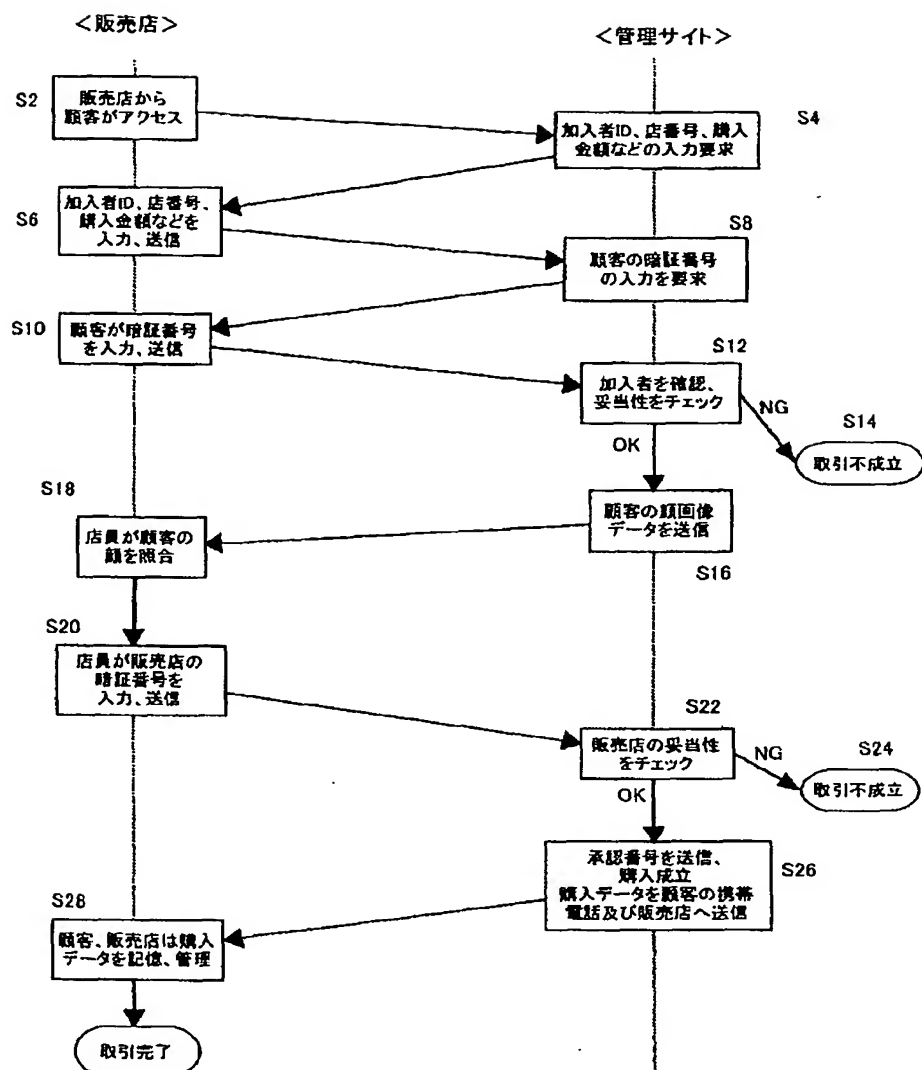 ＜販売店＞
＜管理サイト＞
S2
販売店から
顧客がアクセス
S4
加入者ID、店番号、購入
金額などの入力要求
S6
加入者ID、店番号、
購入金額などを
入力、送信
S8
顧客の暗証番号
の入力を要求
S10
顧客が暗証番号
を入力、送信
S12
加入者を確認、
妥当性をチェック
NG
S14
取引不成立
OK
S16
顧客の顔画像
データを送信
S18
店員が顧客の
顔を照合
S20
店員が販売店の
暗証番号を
入力、送信
S22
販売店の妥当性
をチェック
NG
S24
取引不成立
OK
S26
承認番号を送信、
購入成立
購入データを顧客の携帯
電話及び販売店へ送信
S28
顧客、販売店は購入
データを記憶、管理
取引完了